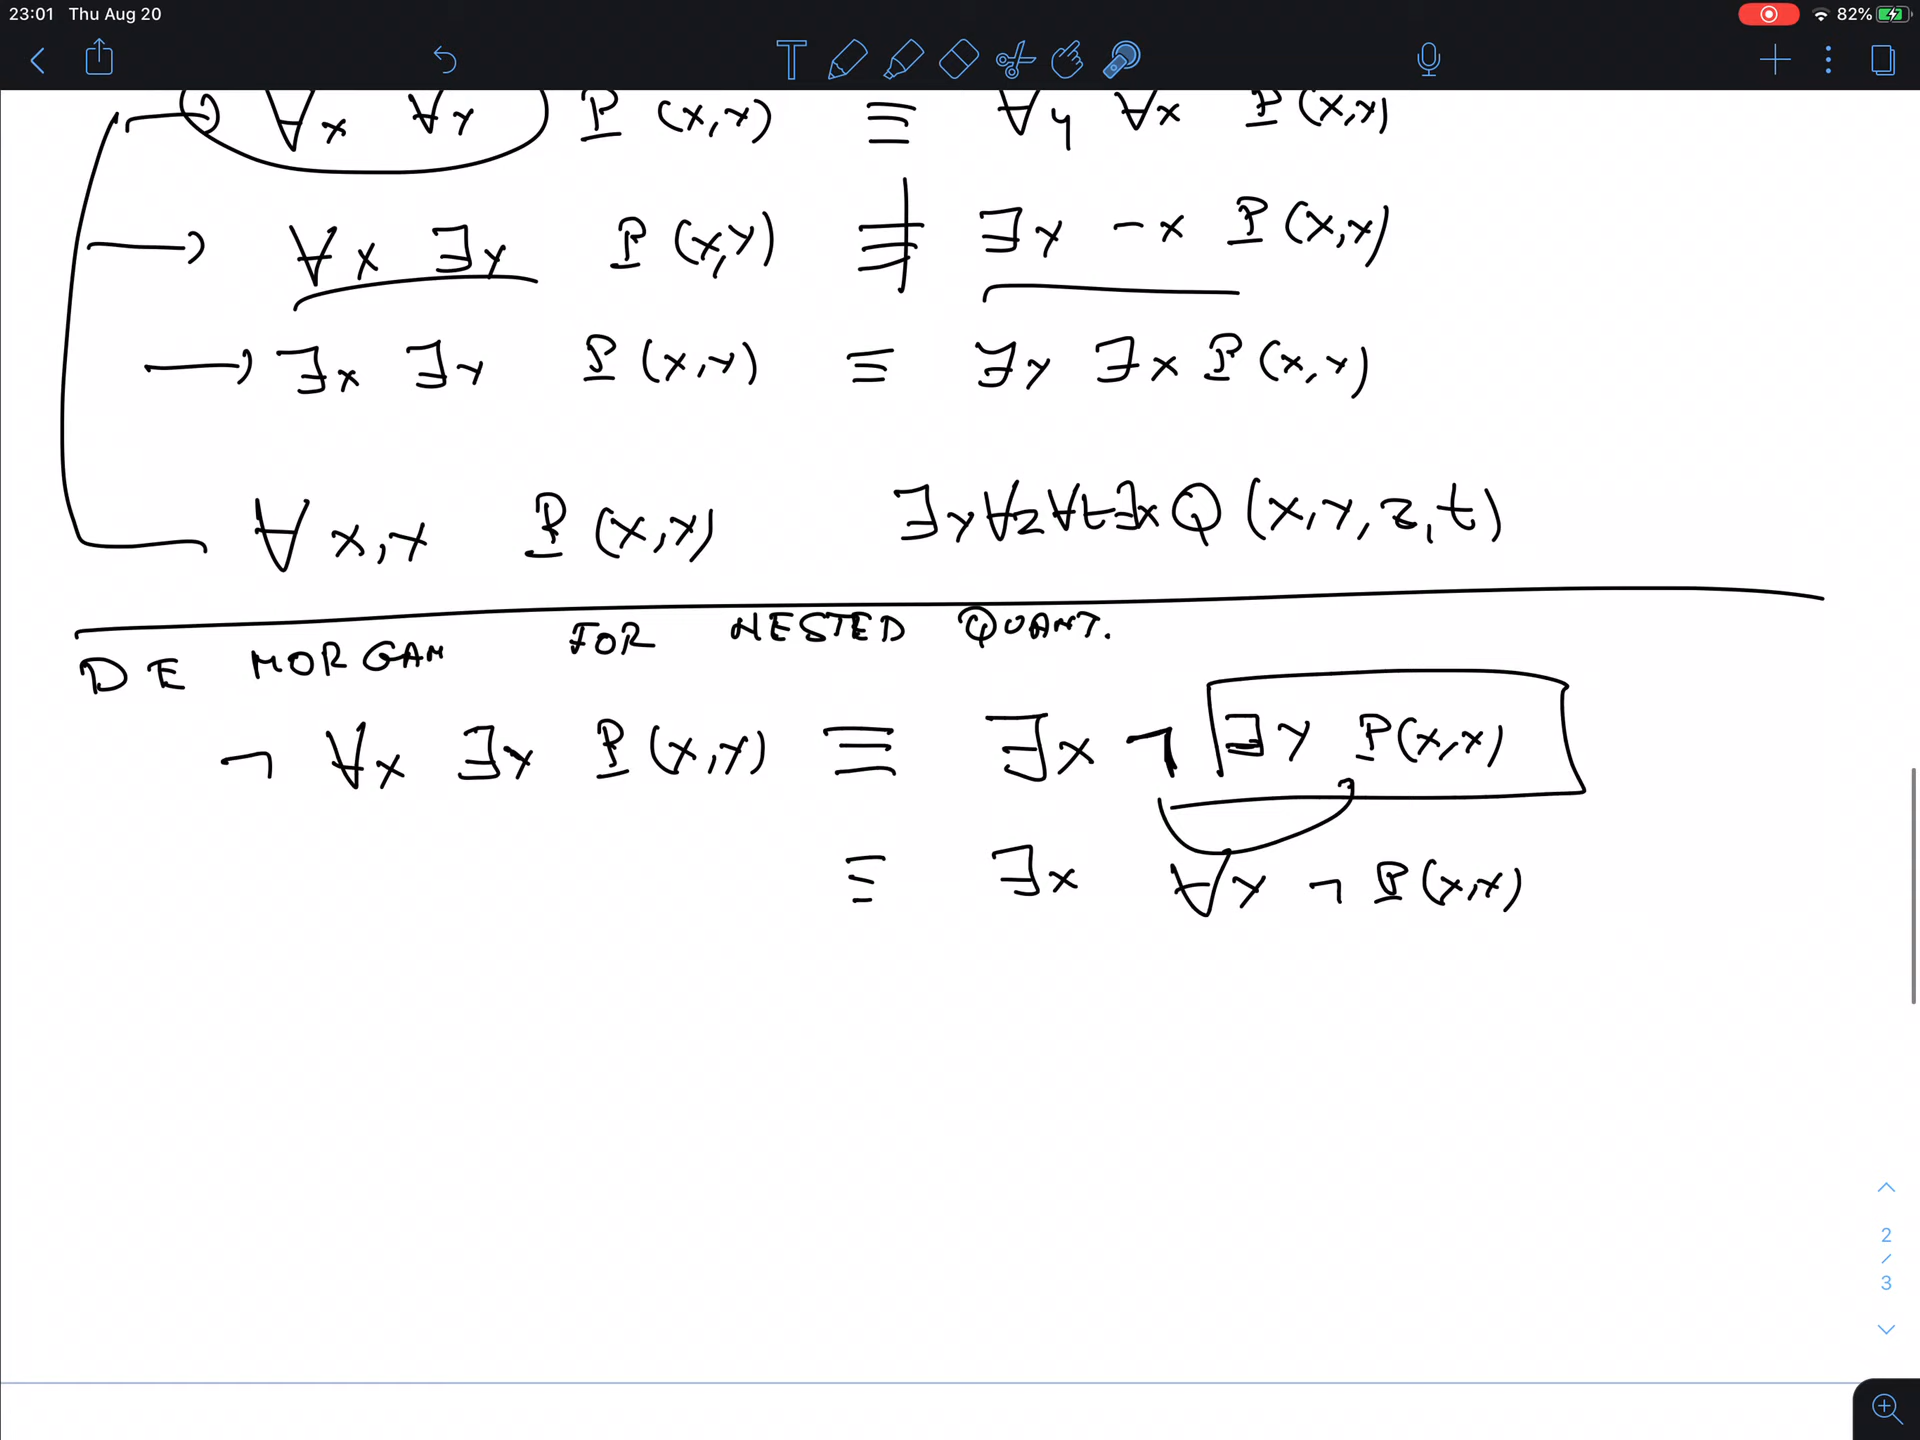 23:01 Thu Aug 20 82%
∀x ∀y P(x,y) ≡ ∀y ∀x P(x,y)
→ ∀x ∃y P(x,y) ≢ ∃y -x P(x,y)
→ ∃x ∃y P(x,y) ≡ ∃y ∃x P(x,y)
∀x,y P(x,y) ∃y∀z∀t∃x Q(x,y,z,t)
DE MORGAN FOR NESTED QUANT.
¬ ∀x ∃y P(x,y) ≡ ∃x ¬ ∃y P(x,y)
≡ ∃x ∀y ¬ P(x,y)
2
/
3